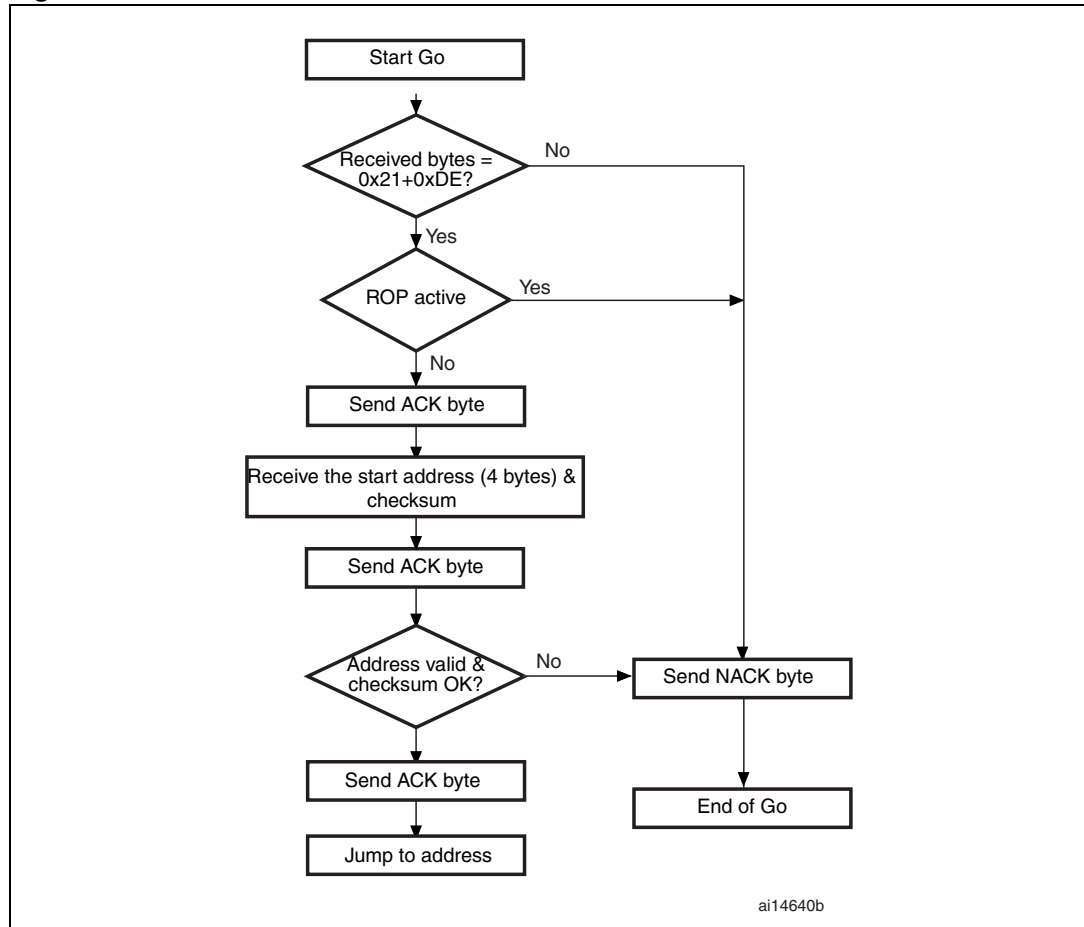 Start Go
Received bytes =
0x21+0xDE?
No
Yes
ROP active
Yes
No
Send ACK byte
Receive the start address (4 bytes) &
checksum
Send ACK byte
Address valid &
checksum OK?
No
Send NACK byte
Send ACK byte
End of Go
Jump to address
ai14640b